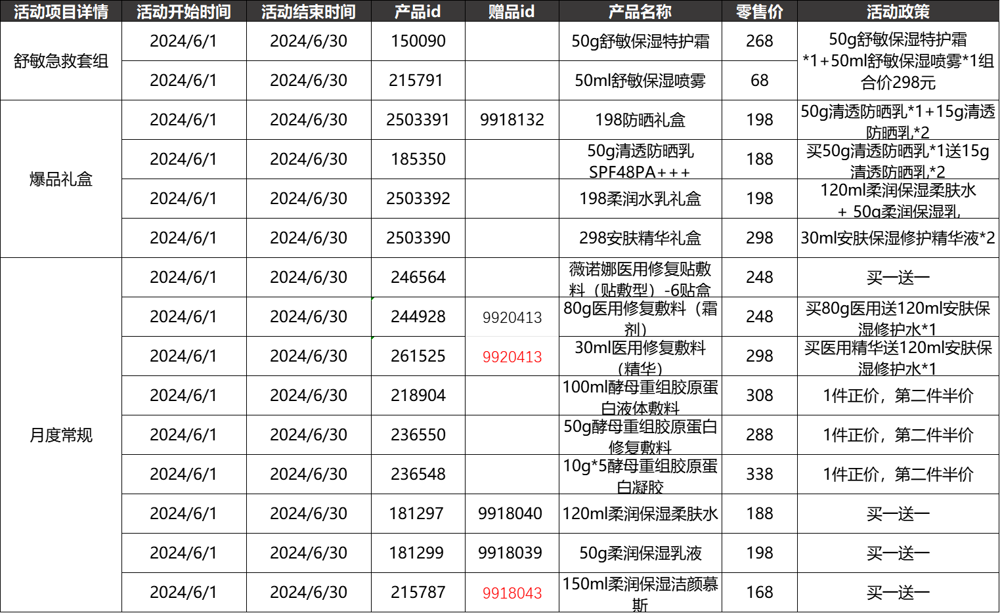 活动项目详情 活动开始时间 活动结束时间 产品id 赠品id 产品名称 零售价 活动政策
舒敏急救套组
2024/6/1 2024/6/30 150090 50g舒敏保湿特护霜 268
50g舒敏保湿特护霜
*1+50ml舒敏保湿喷雾*1组
合价298元
2024/6/1 2024/6/30 215791 50ml舒敏保湿喷雾 68
爆品礼盒
2024/6/1 2024/6/30 2503391 9918132 198防晒礼盒 198
50g清透防晒乳*1+15g清透
防晒乳*2
2024/6/1 2024/6/30 185350
50g清透防晒乳
SPF48PA+++
188
买50g清透防晒乳*1送15g
清透防晒乳*2
2024/6/1 2024/6/30 2503392 198柔润水乳礼盒 198
120ml柔润保湿柔肤水
+ 50g柔润保湿乳
2024/6/1 2024/6/30 2503390 298安肤精华礼盒 298 30ml安肤保湿修护精华液*2
月度常规
2024/6/1 2024/6/30 246564
薇诺娜医用修复贴敷
料（贴敷型）-6贴盒
248 买一送一
2024/6/1 2024/6/30 244928 9920413
80g医用修复敷料（霜
剂）
248
买80g医用送120ml安肤保
湿修护水*1
2024/6/1 2024/6/30 261525 9920413
30ml医用修复敷料
（精华）
298
买医用精华送120ml安肤保
湿修护水*1
2024/6/1 2024/6/30 218904
100ml酵母重组胶原蛋
白液体敷料
308 1件正价，第二件半价
2024/6/1 2024/6/30 236550
50g酵母重组胶原蛋白
修复敷料
288 1件正价，第二件半价
2024/6/1 2024/6/30 236548
10g*5酵母重组胶原蛋
白凝胶
338 1件正价，第二件半价
2024/6/1 2024/6/30 181297 9918040 120ml柔润保湿柔肤水 188 买一送一
2024/6/1 2024/6/30 181299 9918039 50g柔润保湿乳液 198 买一送一
2024/6/1 2024/6/30 215787 9918043
150ml柔润保湿洁颜慕
斯
168 买一送一